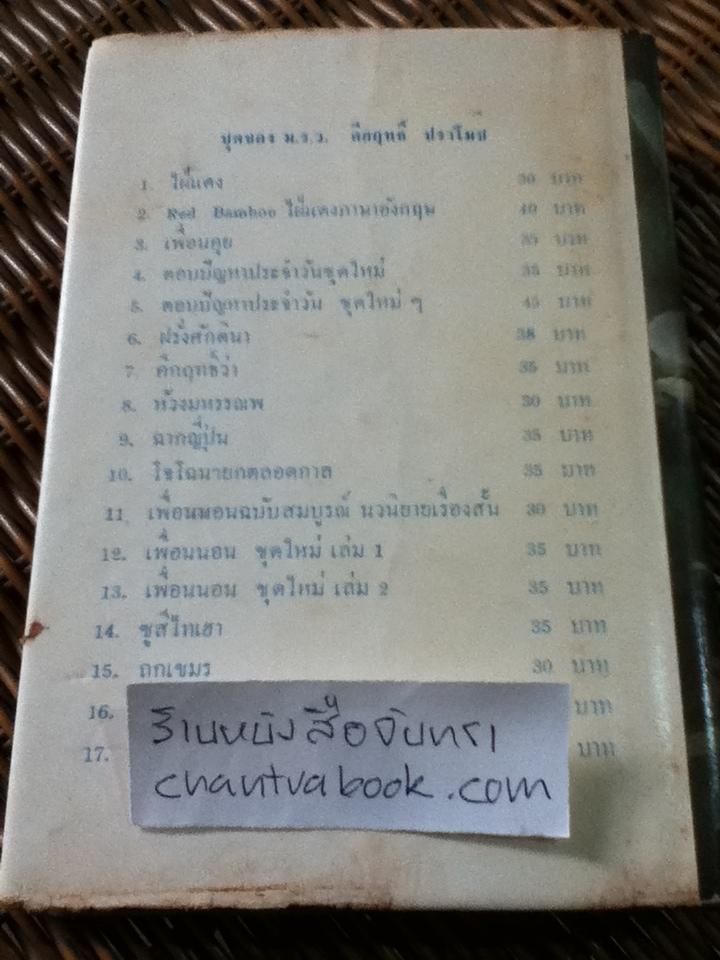 ชุดของ ม.ร.ว. คึกฤทธิ์ ปราโมช
1. ไผ่แดง 30 บาท
2. Red Bamboo ไผ่แดงภาษาอังกฤษ 40 บาท
3. เพื่อนคุย 35 บาท
4. ตอบปัญหาประจำวันชุดใหม่ 35 บาท
5. ตอบปัญหาประจำวัน ชุดใหม่ ๆ 45 บาท
6. ฝรั่งศักดินา 38 บาท
7. คึกฤทธิ์ว่า 35 บาท
8. ห้วงมหรรณพ 30 บาท
9. ฉากญี่ปุ่น 35 บาท
10. โจโฉนายกตลอดกาล 35 บาท
11. เพื่อนนอนฉบับสมบูรณ์ นวนิยายเรื่องสั้น 30 บาท
12. เพื่อนนอน ชุดใหม่ เล่ม 1 35 บาท
13. เพื่อนนอน ชุดใหม่ เล่ม 2 35 บาท
14. ซูสีไทเฮา 35 บาท
15. ถกเขมร 30 บาท
16. บาท
17. บาท
ร้านหนังสือจันทรา
chantrabook.com